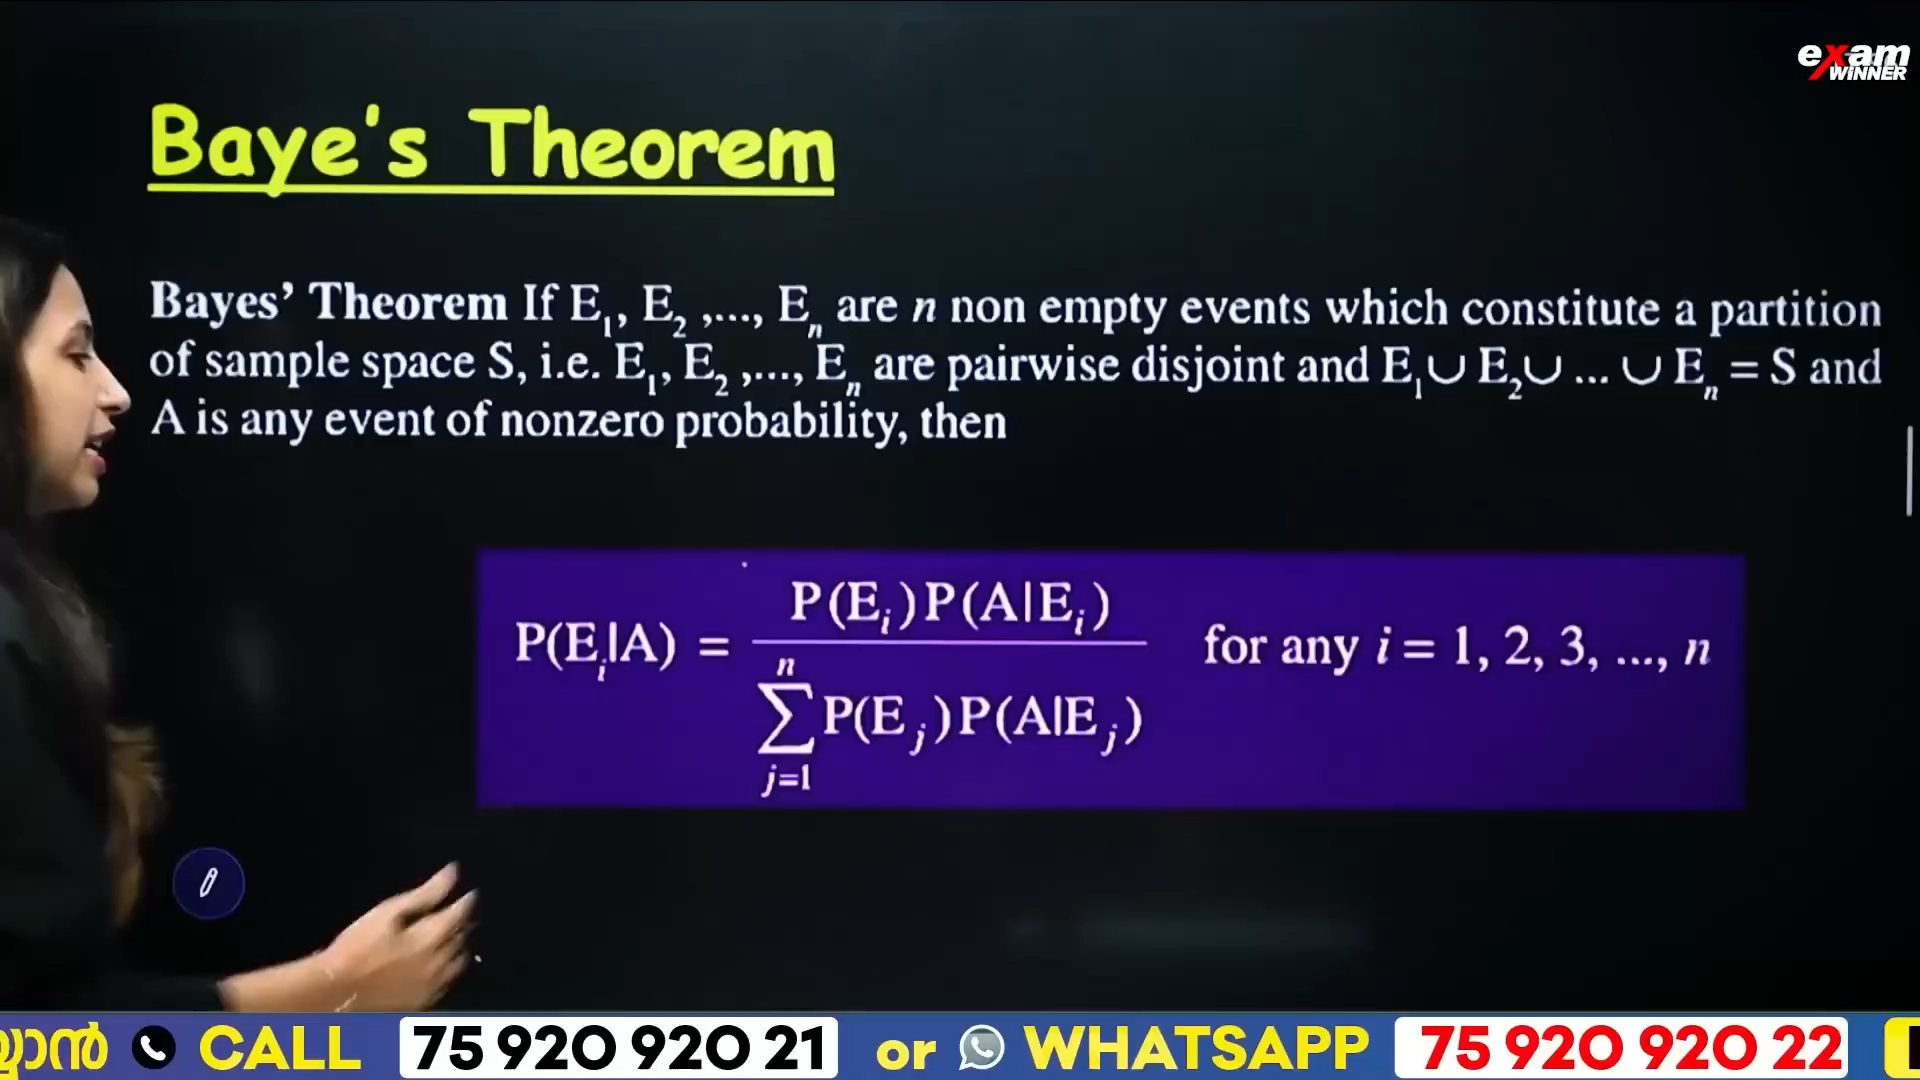 exam
WINNER
Baye's Theorem
Bayes' Theorem If E₁, E₂ ,..., Eₙ are n non empty events which constitute a partition
of sample space S, i.e. E₁, E₂ ,..., Eₙ are pairwise disjoint and E₁∪ E₂∪ ... ∪ Eₙ = S and
A is any event of nonzero probability, then
P(Eᵢ|A) = P(Eᵢ)P(A|Eᵢ) / ∑ⁿⱼ₌₁ P(Eⱼ)P(A|Eⱼ) for any i = 1, 2, 3, ..., n
CALL 75 920 920 21 or WHATSAPP 75 920 920 22